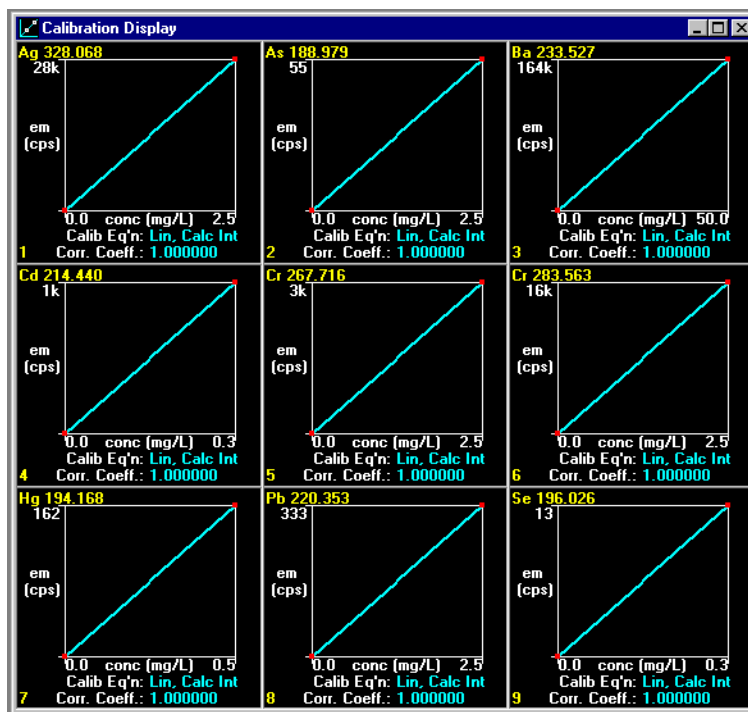 Calibration Display
Ag 328.068
28k
em
(cps)
0.0 conc (mg/L) 2.5
Calib Eq'n: Lin, Calc Int
1 Corr. Coeff.: 1.000000
As 188.979
55
em
(cps)
0.0 conc (mg/L) 2.5
Calib Eq'n: Lin, Calc Int
2 Corr. Coeff.: 1.000000
Ba 233.527
164k
em
(cps)
0.0 conc (mg/L) 50.0
Calib Eq'n: Lin, Calc Int
3 Corr. Coeff.: 1.000000
Cd 214.440
1k
em
(cps)
0.0 conc (mg/L) 0.3
Calib Eq'n: Lin, Calc Int
4 Corr. Coeff.: 1.000000
Cr 267.716
3k
em
(cps)
0.0 conc (mg/L) 2.5
Calib Eq'n: Lin, Calc Int
5 Corr. Coeff.: 1.000000
Cr 283.563
16k
em
(cps)
0.0 conc (mg/L) 2.5
Calib Eq'n: Lin, Calc Int
6 Corr. Coeff.: 1.000000
Hg 194.168
162
em
(cps)
0.0 conc (mg/L) 0.5
Calib Eq'n: Lin, Calc Int
7 Corr. Coeff.: 1.000000
Pb 220.353
333
em
(cps)
0.0 conc (mg/L) 2.5
Calib Eq'n: Lin, Calc Int
8 Corr. Coeff.: 1.000000
Se 196.026
13
em
(cps)
0.0 conc (mg/L) 0.3
Calib Eq'n: Lin, Calc Int
9 Corr. Coeff.: 1.000000